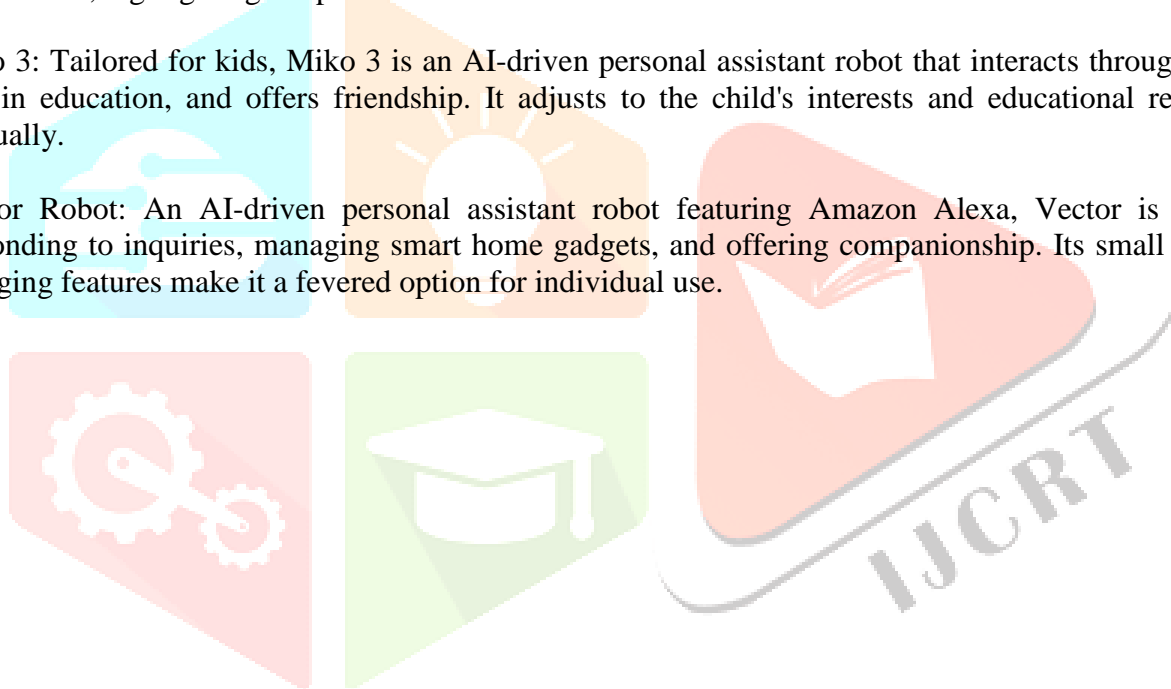 o 3: Tailored for kids, Miko 3 is an AI-driven personal assistant robot that interacts throug
in education, and offers friendship. It adjusts to the child's interests and educational re
ually.
or Robot: An AI-driven personal assistant robot featuring Amazon Alexa, Vector is
onding to inquiries, managing smart home gadgets, and offering companionship. Its small
ging features make it a fevered option for individual use.
IJCRT